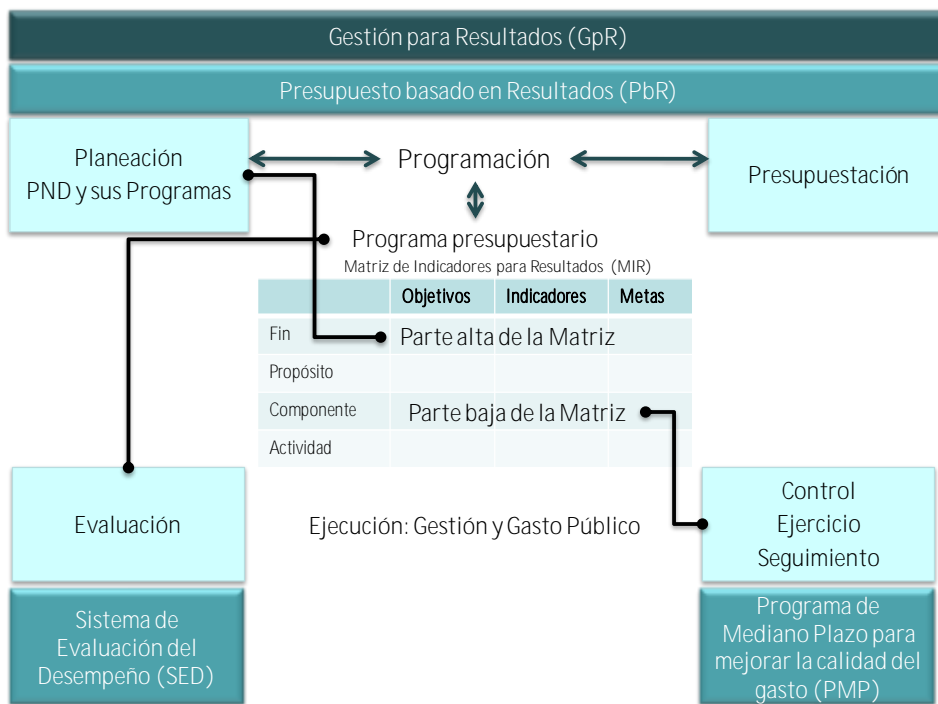 Gestión para Resultados (GpR)
Presupuesto basado en Resultados (PbR)
Planeación
PND y sus Programas
Programación
Presupuestación
Programa presupuestario
Matriz de Indicadores para Resultados (MIR)
Objetivos Indicadores Metas
Fin Parte alta de la Matriz
Propósito
Componente Parte baja de la Matriz
Actividad
Evaluación
Ejecución: Gestión y Gasto Público
Control
Ejercicio
Seguimiento
Sistema de
Evaluación del
Desempeño (SED)
Programa de
Mediano Plazo para
mejorar la calidad del
gasto (PMP)